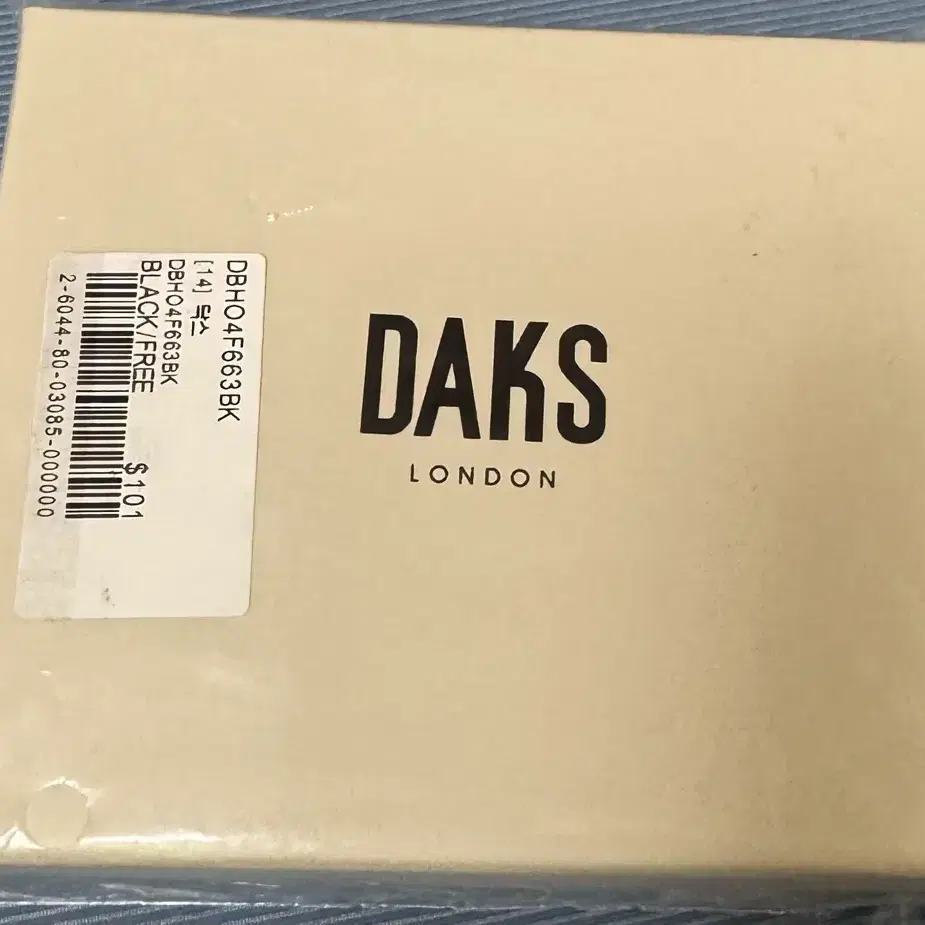 DBHO4F663BK
[14] 닥스
DBHO4F663BK
BLACK/FREE
$101
2-6044-80-03085-000000
DAKS
LONDON